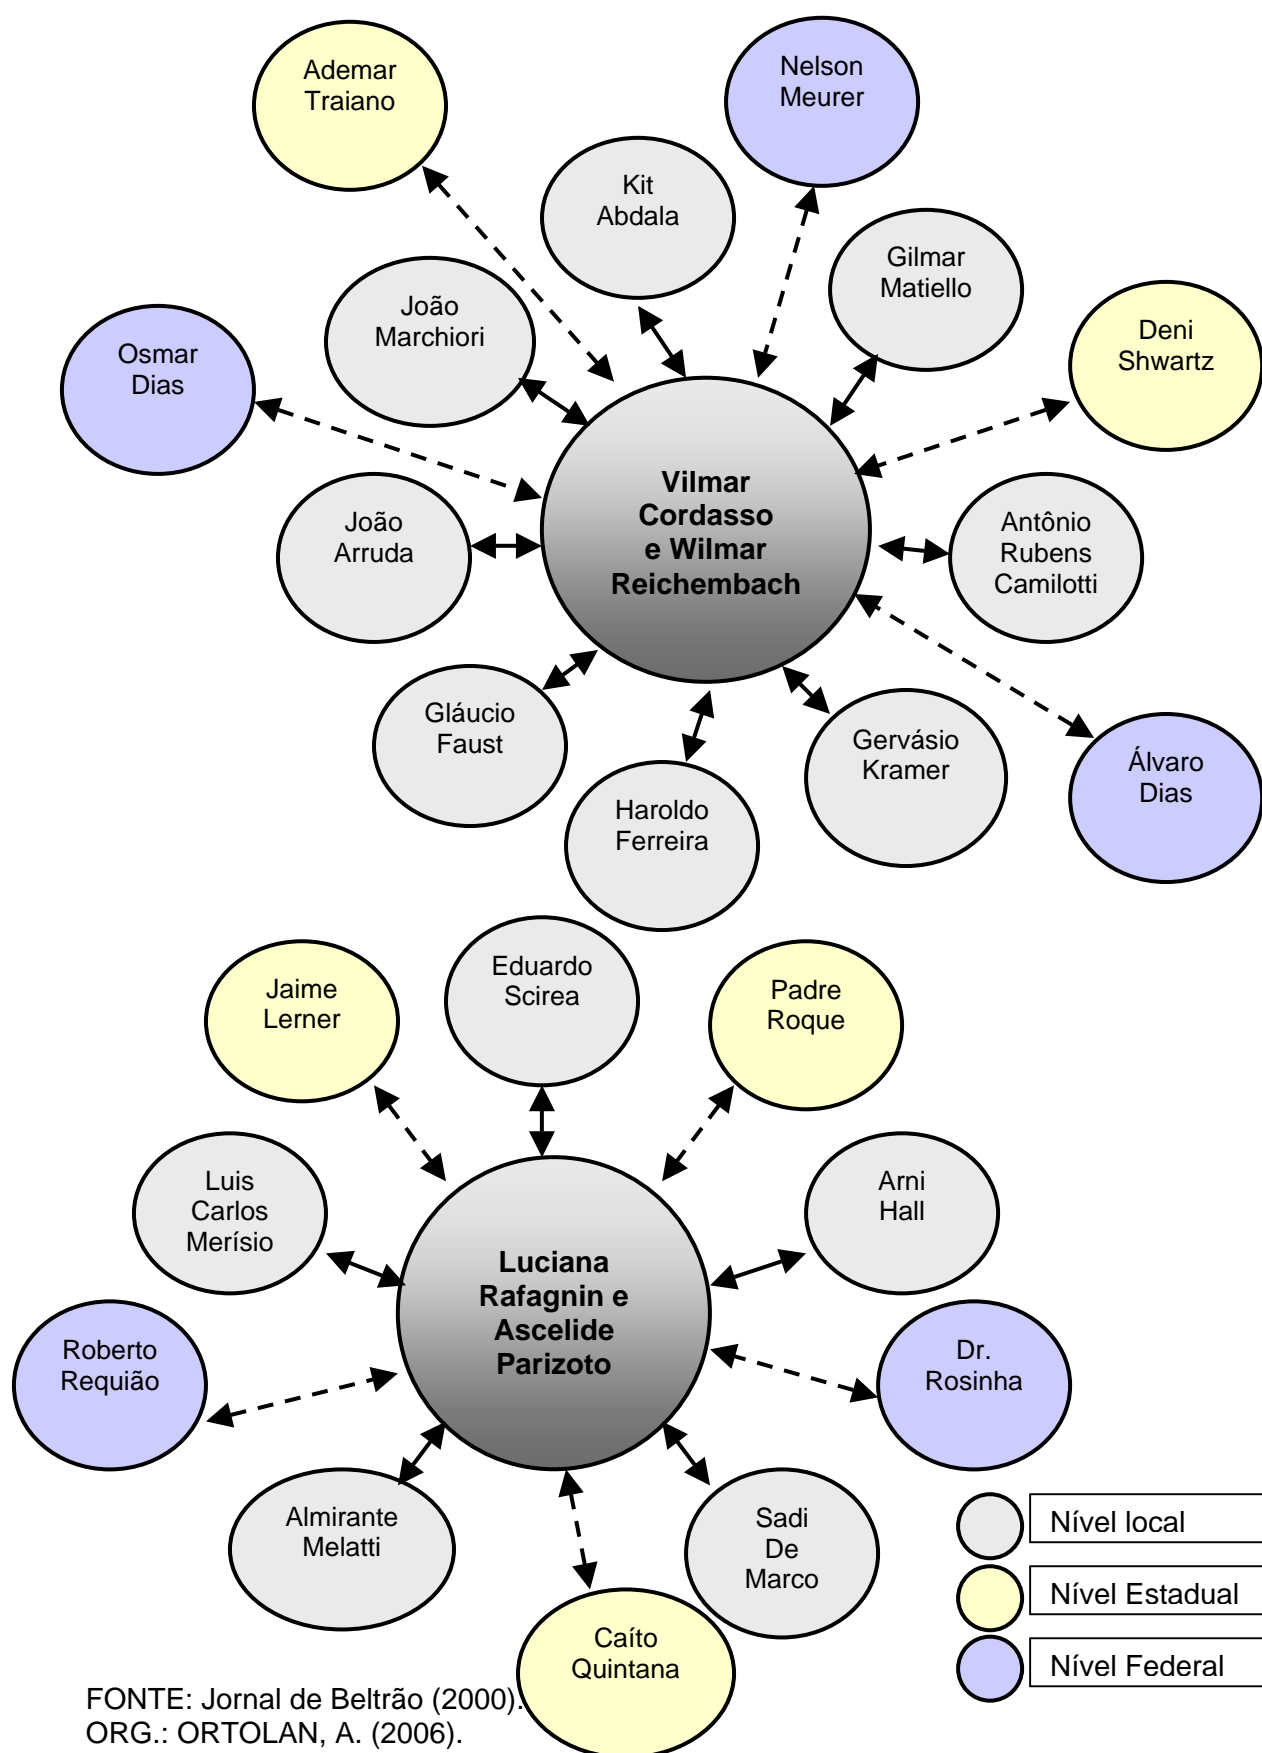 Ademar
Traiano
Nelson
Meurer
Kit
Abdala
Gilmar
Matiello
João
Marchiori
Deni
Shwartz
Osmar
Dias
Vilmar
Cordasso
e Wilmar
Reichembach
João
Arruda
Antônio
Rubens
Camilotti
Gláucio
Faust
Gervásio
Kramer
Álvaro
Dias
Haroldo
Ferreira
Eduardo
Scirea
Jaime
Lerner
Padre
Roque
Luis
Carlos
Merísio
Arni
Hall
Luciana
Rafagnin e
Ascelide
Parizoto
Roberto
Requião
Dr.
Rosinha
Almirante
Melatti
Sadi
De
Marco
Caíto
Quintana
Nível local
Nível Estadual
Nível Federal
FONTE: Jornal de Beltrão (2000).
ORG.: ORTOLAN, A. (2006).